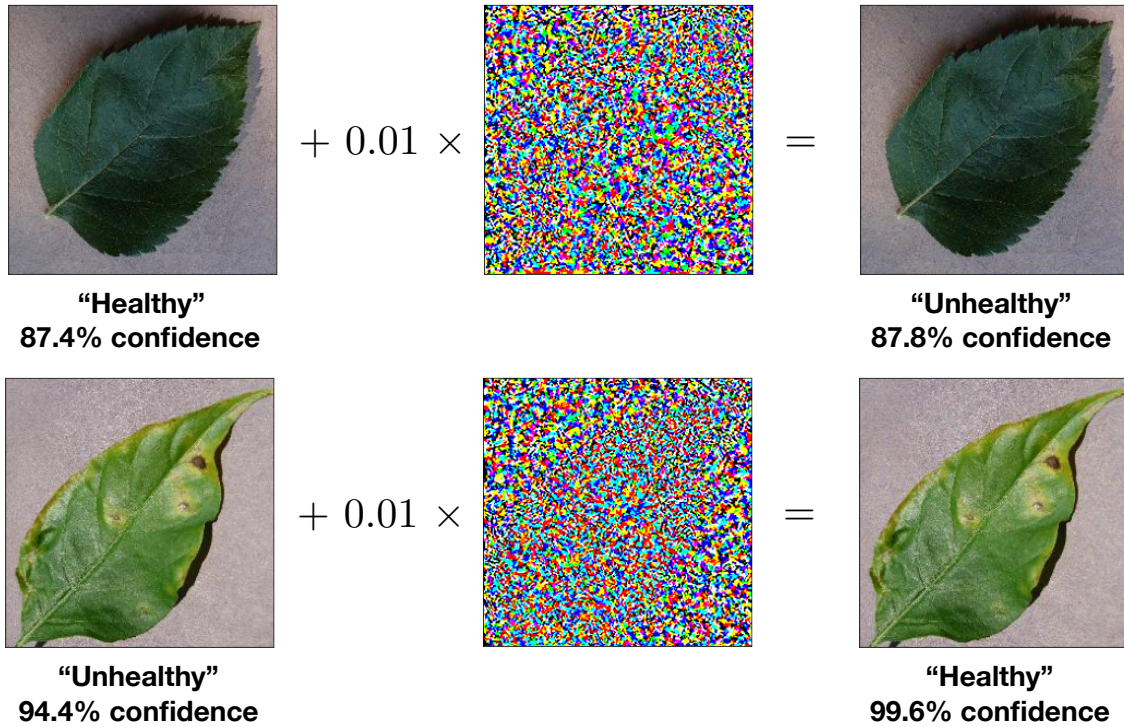 + 0.01 × =
“Healthy”
87.4% confidence
“Unhealthy”
87.8% confidence
+ 0.01 × =
“Unhealthy”
94.4% confidence
“Healthy”
99.6% confidence